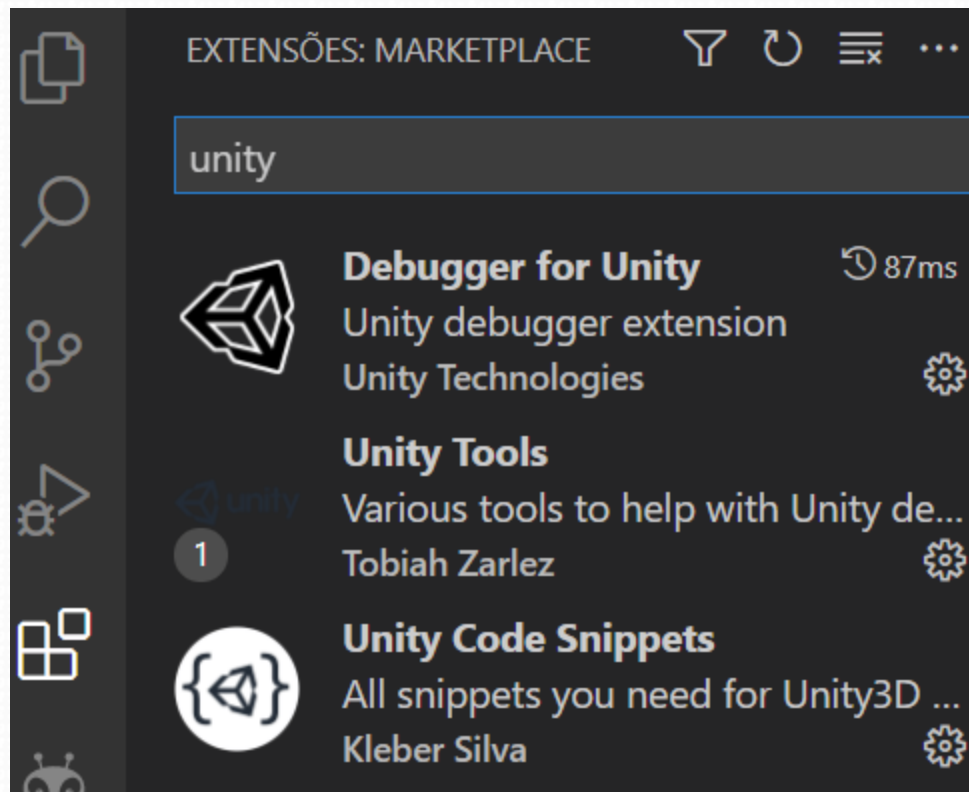 EXTENSÕES: MARKETPLACE
unity
Debugger for Unity 87ms
Unity debugger extension
Unity Technologies
Unity Tools
unity
Various tools to help with Unity de...
1
Tobiah Zarlez
Unity Code Snippets
All snippets you need for Unity3D ...
Kleber Silva